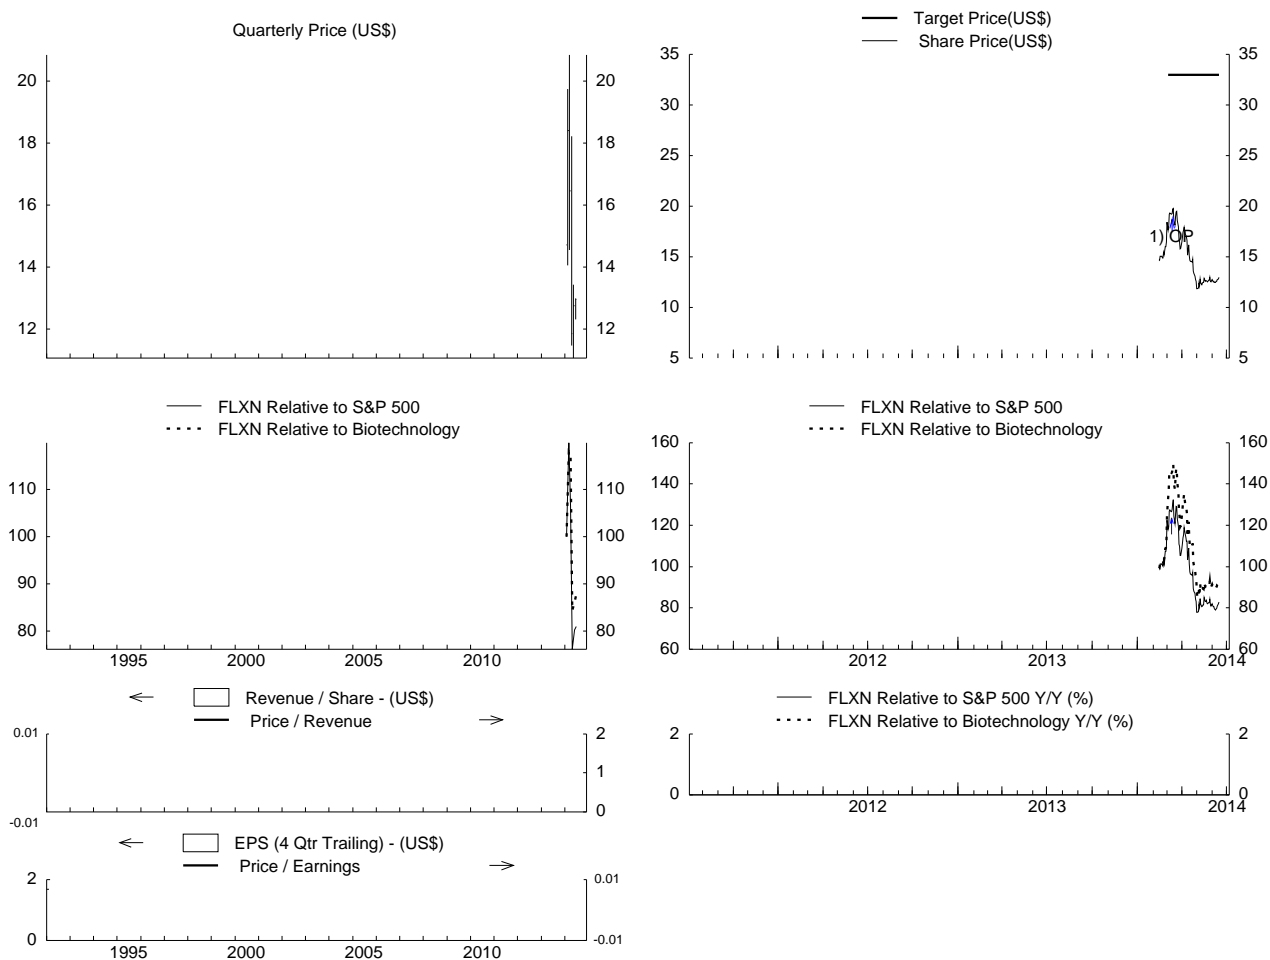 Quarterly Price (US$)
20 20
18 18
16 16
14 14
12 12
Target Price(US$)
Share Price(US$)
35 35
30 30
25 25
20 20
1) OP
15 15
10 10
5 5
FLXN Relative to S&P 500
FLXN Relative to Biotechnology
110 110
100 100
90 90
80 80
1995 2000 2005 2010
FLXN Relative to S&P 500
FLXN Relative to Biotechnology
160 160
140 140
120 120
100 100
80 80
60 60
2012 2013 2014
Revenue / Share - (US$)
Price / Revenue
0.01 2
1
0
-0.01
FLXN Relative to S&P 500 Y/Y (%)
FLXN Relative to Biotechnology Y/Y (%)
2 2
0 0
2012 2013 2014
EPS (4 Qtr Trailing) - (US$)
Price / Earnings
2 0.01
0 -0.01
1995 2000 2005 2010